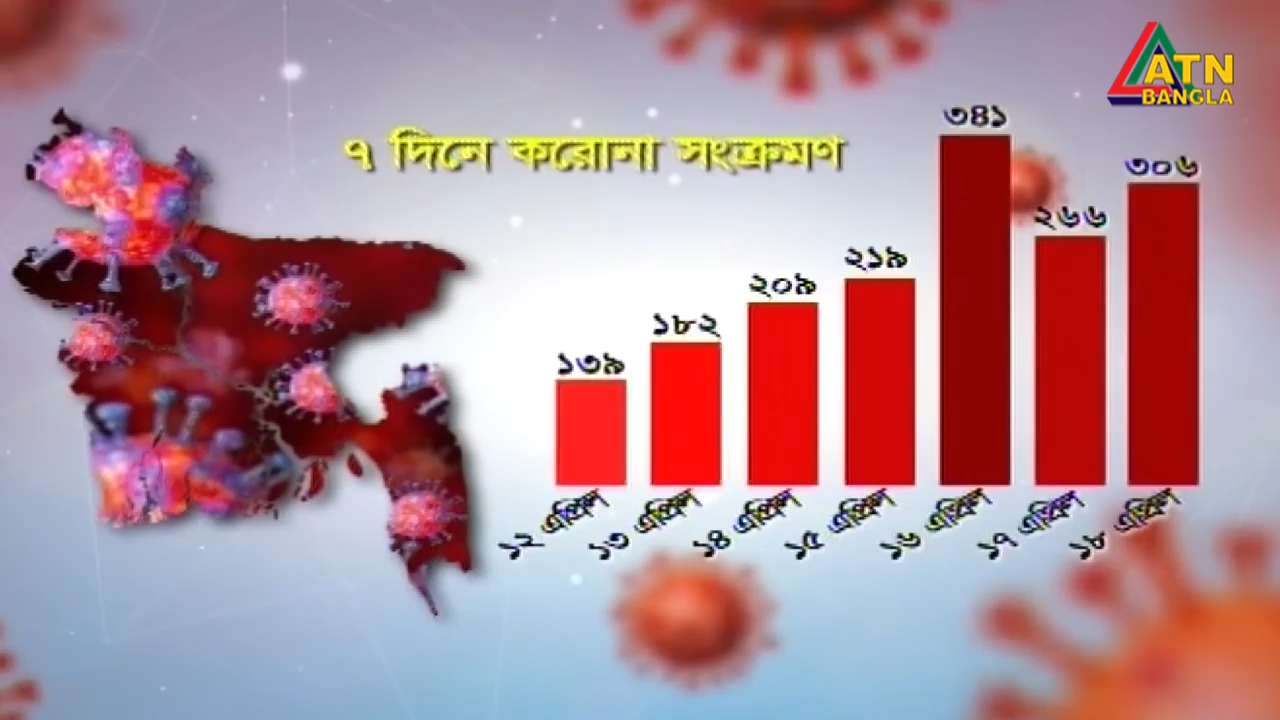 ATN
BANGLA
৭ দিনে করোনা সংক্রমণ
১৩৯
১৮২
২০৯
২১৯
৩৪১
২৬৬
৩০৬
১২ এপ্রিল
১৩ এপ্রিল
১৪ এপ্রিল
১৫ এপ্রিল
১৬ এপ্রিল
১৭ এপ্রিল
১৮ এপ্রিল